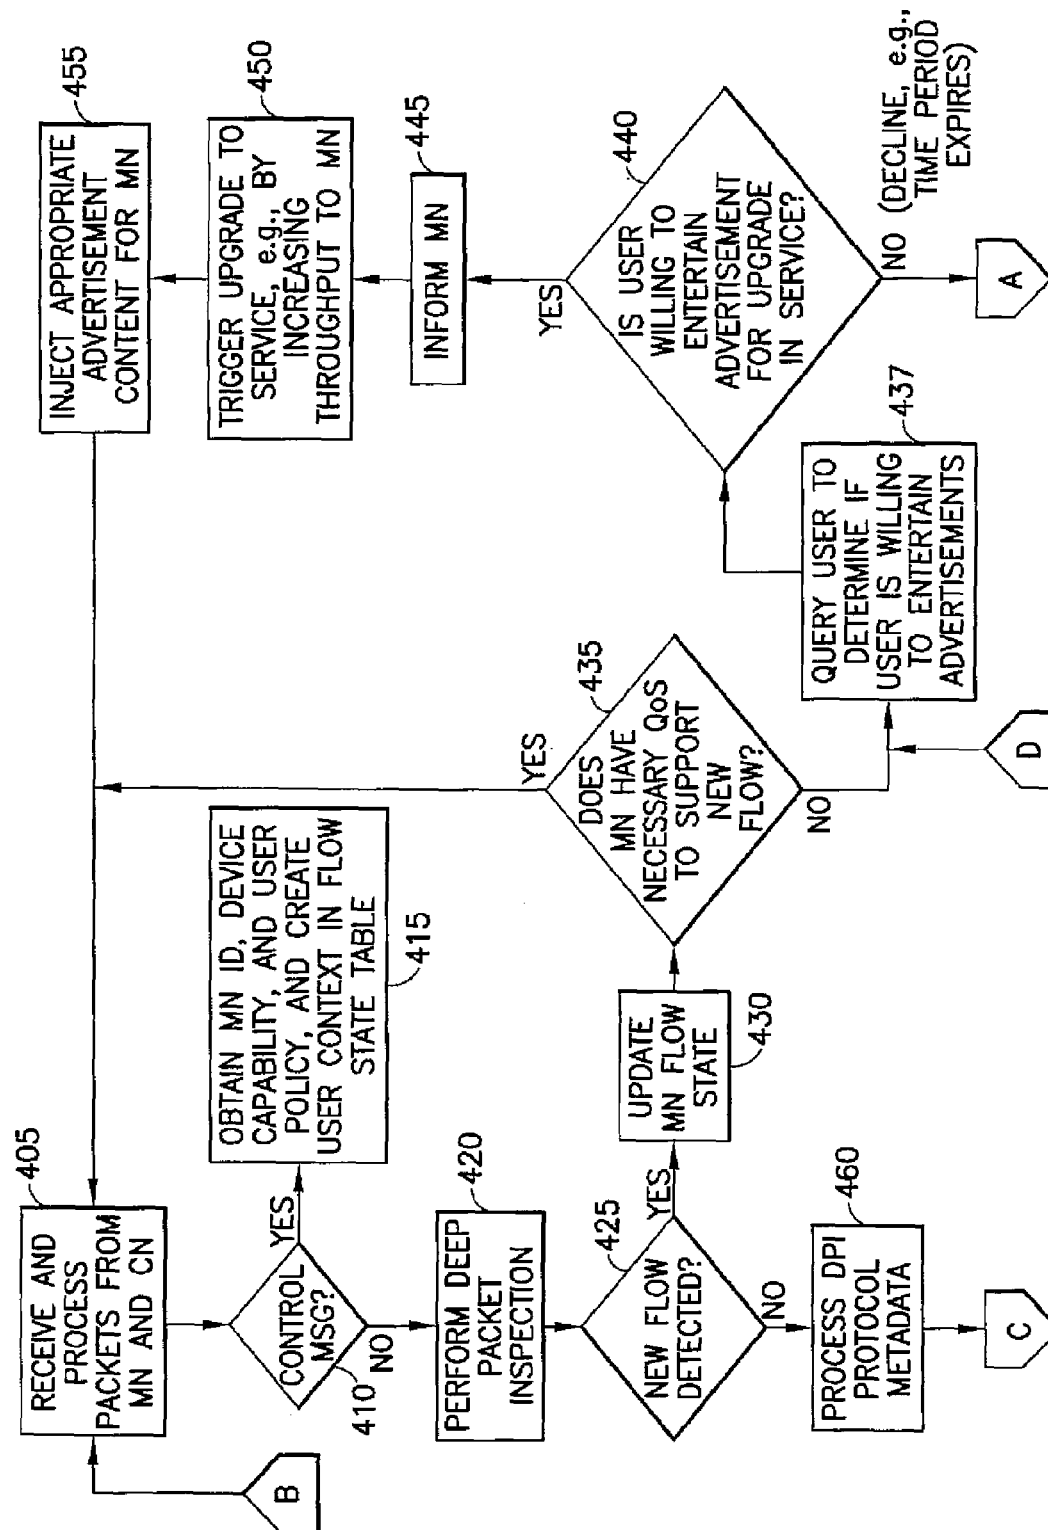 405
RECEIVE AND
PROCESS
PACKETS FROM
MN AND CN
B
CONTROL
MSG?
410
YES
NO
OBTAIN MN ID, DEVICE
CAPABILITY, AND USER
POLICY, AND CREATE
USER CONTEXT IN FLOW
STATE TABLE
415
PERFORM DEEP
PACKET
INSPECTION
420
NEW FLOW
DETECTED?
425
YES
NO
UPDATE
MN FLOW
STATE
430
PROCESS DPI
PROTOCOL
METADATA
460
C
DOES
MN HAVE
NECESSARY QoS
TO SUPPORT
NEW
FLOW?
435
YES
NO
D
QUERY USER TO
DETERMINE IF
USER IS WILLING
TO ENTERTAIN
ADVERTISEMENTS
437
IS USER
WILLING TO
ENTERTAIN
ADVERTISEMENT
FOR UPGRADE
IN SERVICE?
440
YES
NO (DECLINE, e.g.,
TIME PERIOD
EXPIRES)
A
INFORM MN
445
TRIGGER UPGRADE TO
SERVICE, e.g., BY
INCREASING
THROUGHPUT TO MN
450
INJECT APPROPRIATE
ADVERTISEMENT
CONTENT FOR MN
455